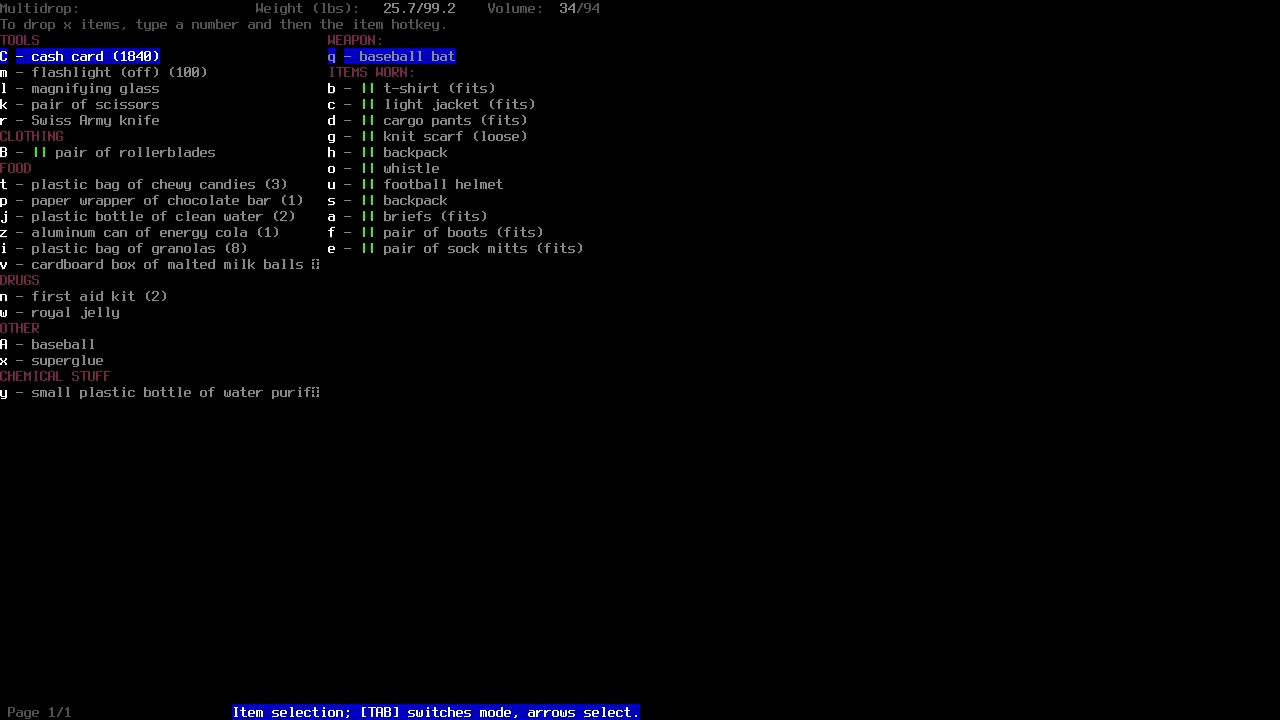 Multidrop: Weight (lbs): 25.7/99.2 Volume: 34/94
To drop x items, type a number and then the item hotkey.
TOOLS
C - cash card (1840)
m - flashlight (off) (100)
l - magnifying glass
k - pair of scissors
r - Swiss Army knife
CLOTHING
B - || pair of rollerblades
FOOD
t - plastic bag of chewy candies (3)
p - paper wrapper of chocolate bar (1)
j - plastic bottle of clean water (2)
z - aluminum can of energy cola (1)
i - plastic bag of granolas (8)
v - cardboard box of malted milk balls
DRUGS
n - first aid kit (2)
w - royal jelly
OTHER
A - baseball
x - superglue
CHEMICAL STUFF
y - small plastic bottle of water purif
WEAPON:
q - baseball bat
ITEMS WORN:
b - || t-shirt (fits)
c - || light jacket (fits)
d - || cargo pants (fits)
g - || knit scarf (loose)
h - || backpack
o - || whistle
u - || football helmet
s - || backpack
a - || briefs (fits)
f - || pair of boots (fits)
e - || pair of sock mitts (fits)
Page 1/1 Item selection; [TAB] switches mode, arrows select.